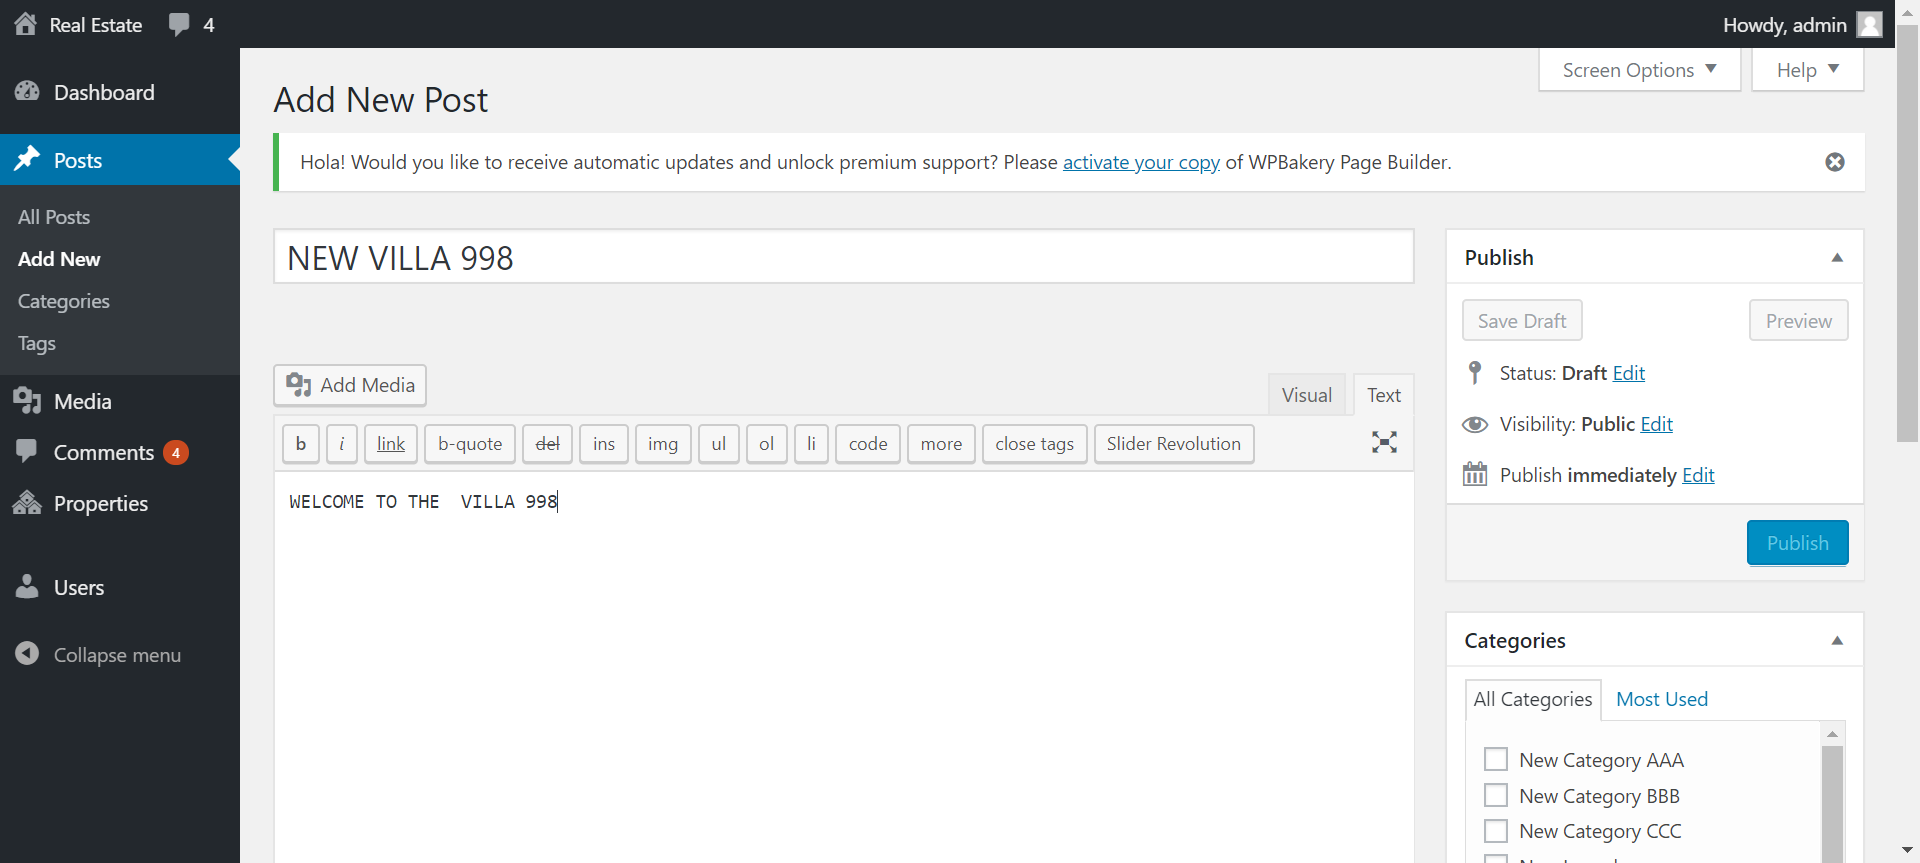 Real Estate 4 Howdy, admin
Dashboard
Posts
All Posts
Add New
Categories
Tags
Media
Comments 4
Properties
Users
Collapse menu
Screen Options Help
Add New Post
Hola! Would you like to receive automatic updates and unlock premium support? Please activate your copy of WPBakery Page Builder.
NEW VILLA 998
Add Media
Visual Text
b i link b-quote del ins img ul ol li code more close tags Slider Revolution
WELCOME TO THE  VILLA 998
Publish
Save Draft Preview
Status: Draft Edit
Visibility: Public Edit
Publish immediately Edit
Publish
Categories
All Categories Most Used
New Category AAA
New Category BBB
New Category CCC